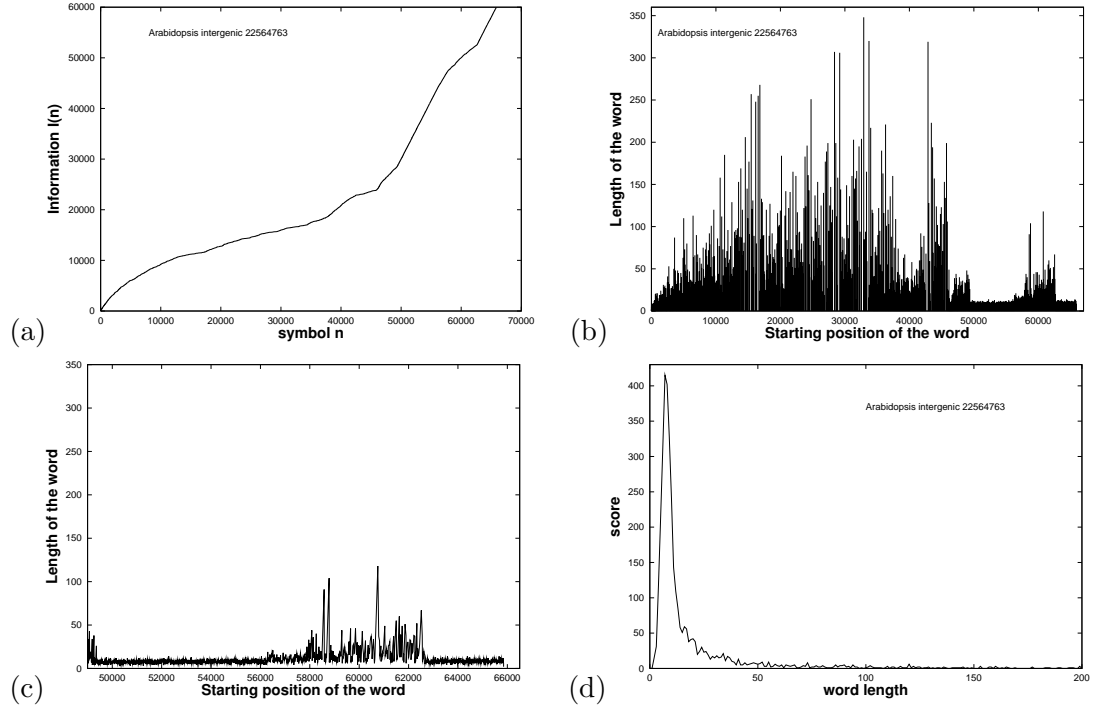 60000
50000
40000
30000
20000
10000
0
Information I(n)
Arabidopsis intergenic 22564763
0 10000 20000 30000 40000 50000 60000 70000
symbol n
(a)
350
300
250
200
150
100
50
0
Length of the word
Arabidopsis intergenic 22564763
0 10000 20000 30000 40000 50000 60000
Starting position of the word
(b)
350
300
250
200
150
100
50
0
Length of the word
50000 52000 54000 56000 58000 60000 62000 64000 66000
Starting position of the word
(c)
400
350
300
250
200
150
100
50
0
score
Arabidopsis intergenic 22564763
0 50 100 150 200
word length
(d)